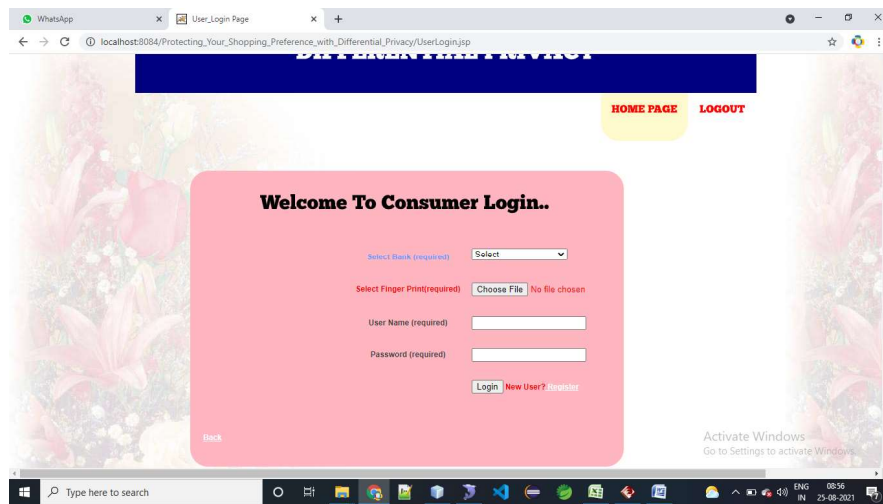 WhatsApp
User_Login Page
localhost:8084/Protecting_Your_Shopping_Preference_with_Differential_Privacy/UserLogin.jsp
DIFFERENTIAL PRIVACY
HOME PAGE LOGOUT
Welcome To Consumer Login..
Select Bank (required) Select
Select Finger Print(required) Choose File No file chosen
User Name (required)
Password (required)
Login New User? Register
Back
Activate Windows
Go to Settings to activate Windows.
Type here to search
ENG 08:56
IN 25-08-2021